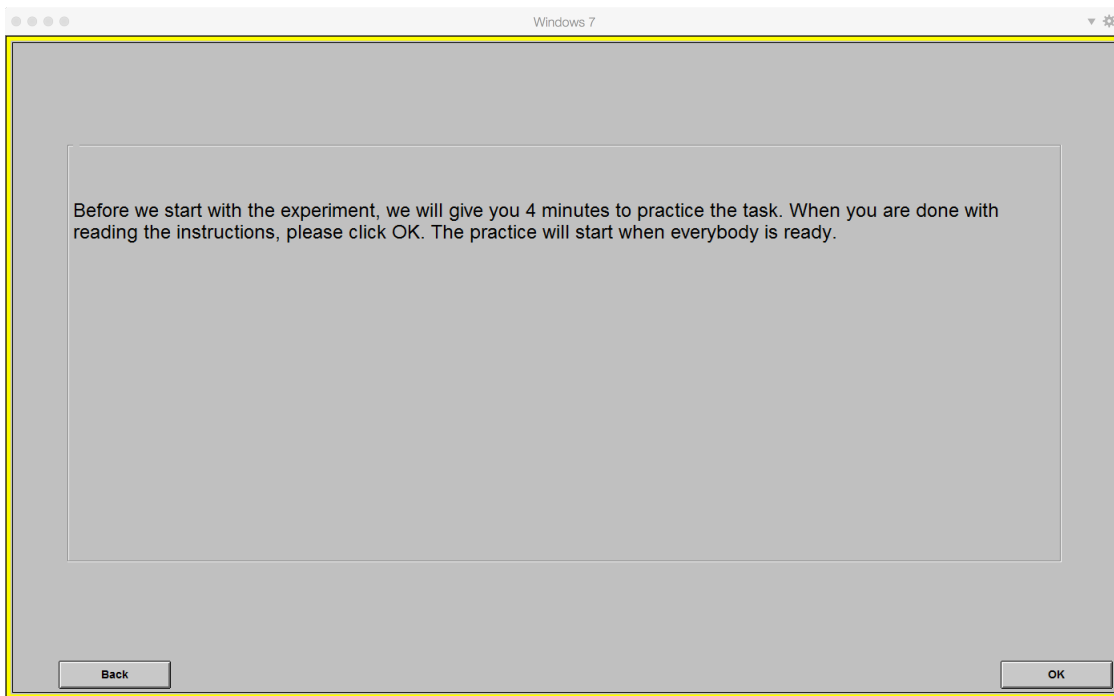 Windows 7
Before we start with the experiment, we will give you 4 minutes to practice the task. When you are done with
reading the instructions, please click OK. The practice will start when everybody is ready.
Back
OK